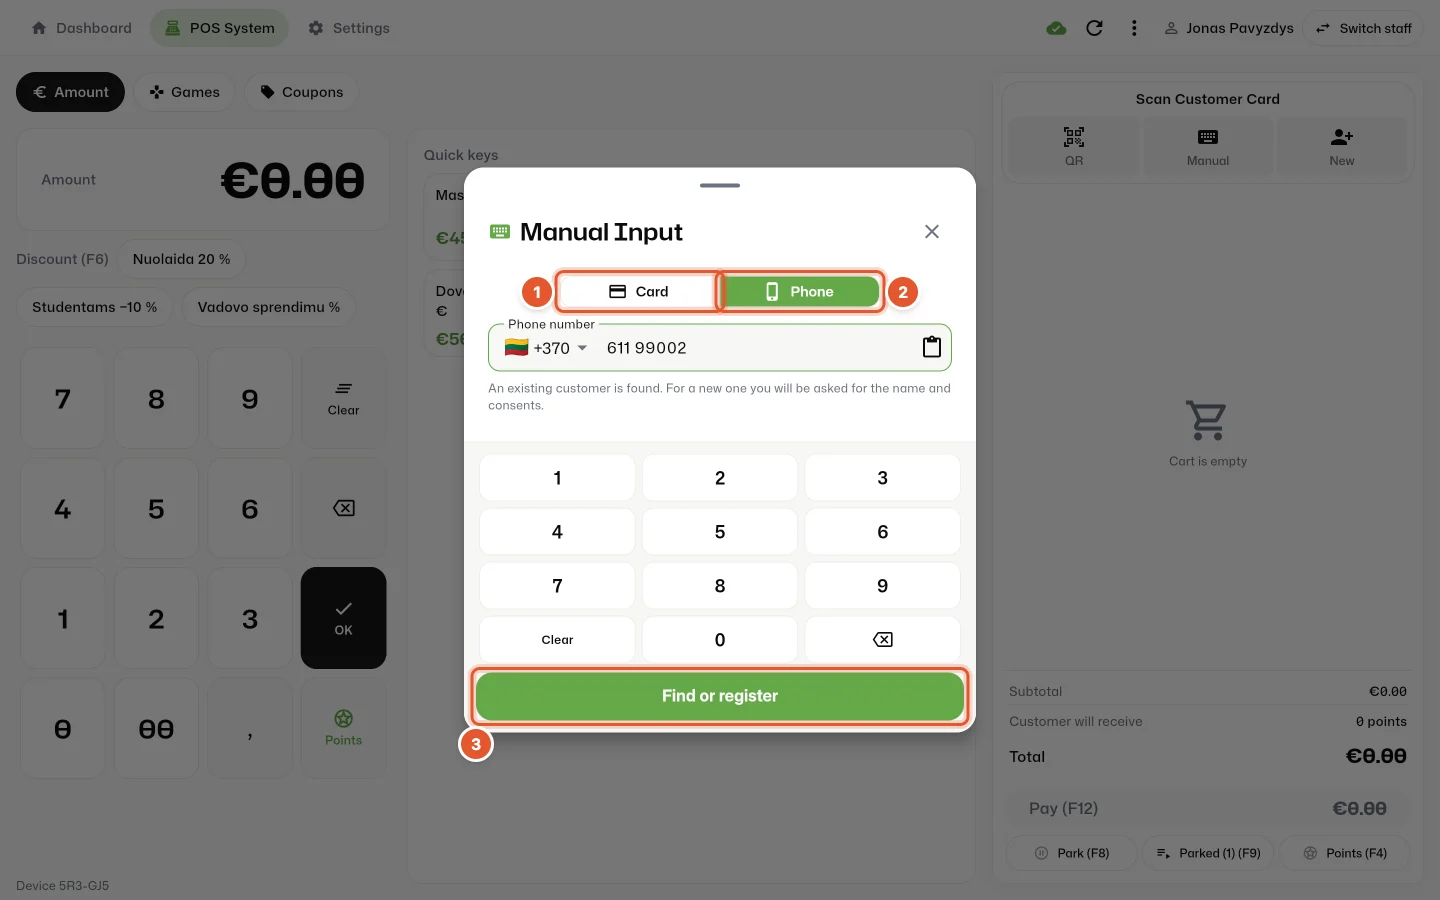 Dashboard
POS System
Settings
Jonas Pavyzdys
Switch staff
€ Amount
Games
Coupons
Amount
€0.00
Discount (F6)
Nuolaida 20 %
Studentams −10 %
Vadovo sprendimu %
7
8
9
Clear
4
5
6
1
2
3
OK
0
00
,
Points
Device 5R3-GJ5
Quick keys
Manual Input
1
Card
Phone
2
Phone number
+370
611 99002
An existing customer is found. For a new one you will be asked for the name and
consents.
1
2
3
4
5
6
7
8
9
Clear
0
Find or register
3
Scan Customer Card
QR
Manual
New
Cart is empty
Subtotal
€0.00
Customer will receive
0 points
Total
€0.00
Pay (F12)
€0.00
Park (F8)
Parked (1) (F9)
Points (F4)